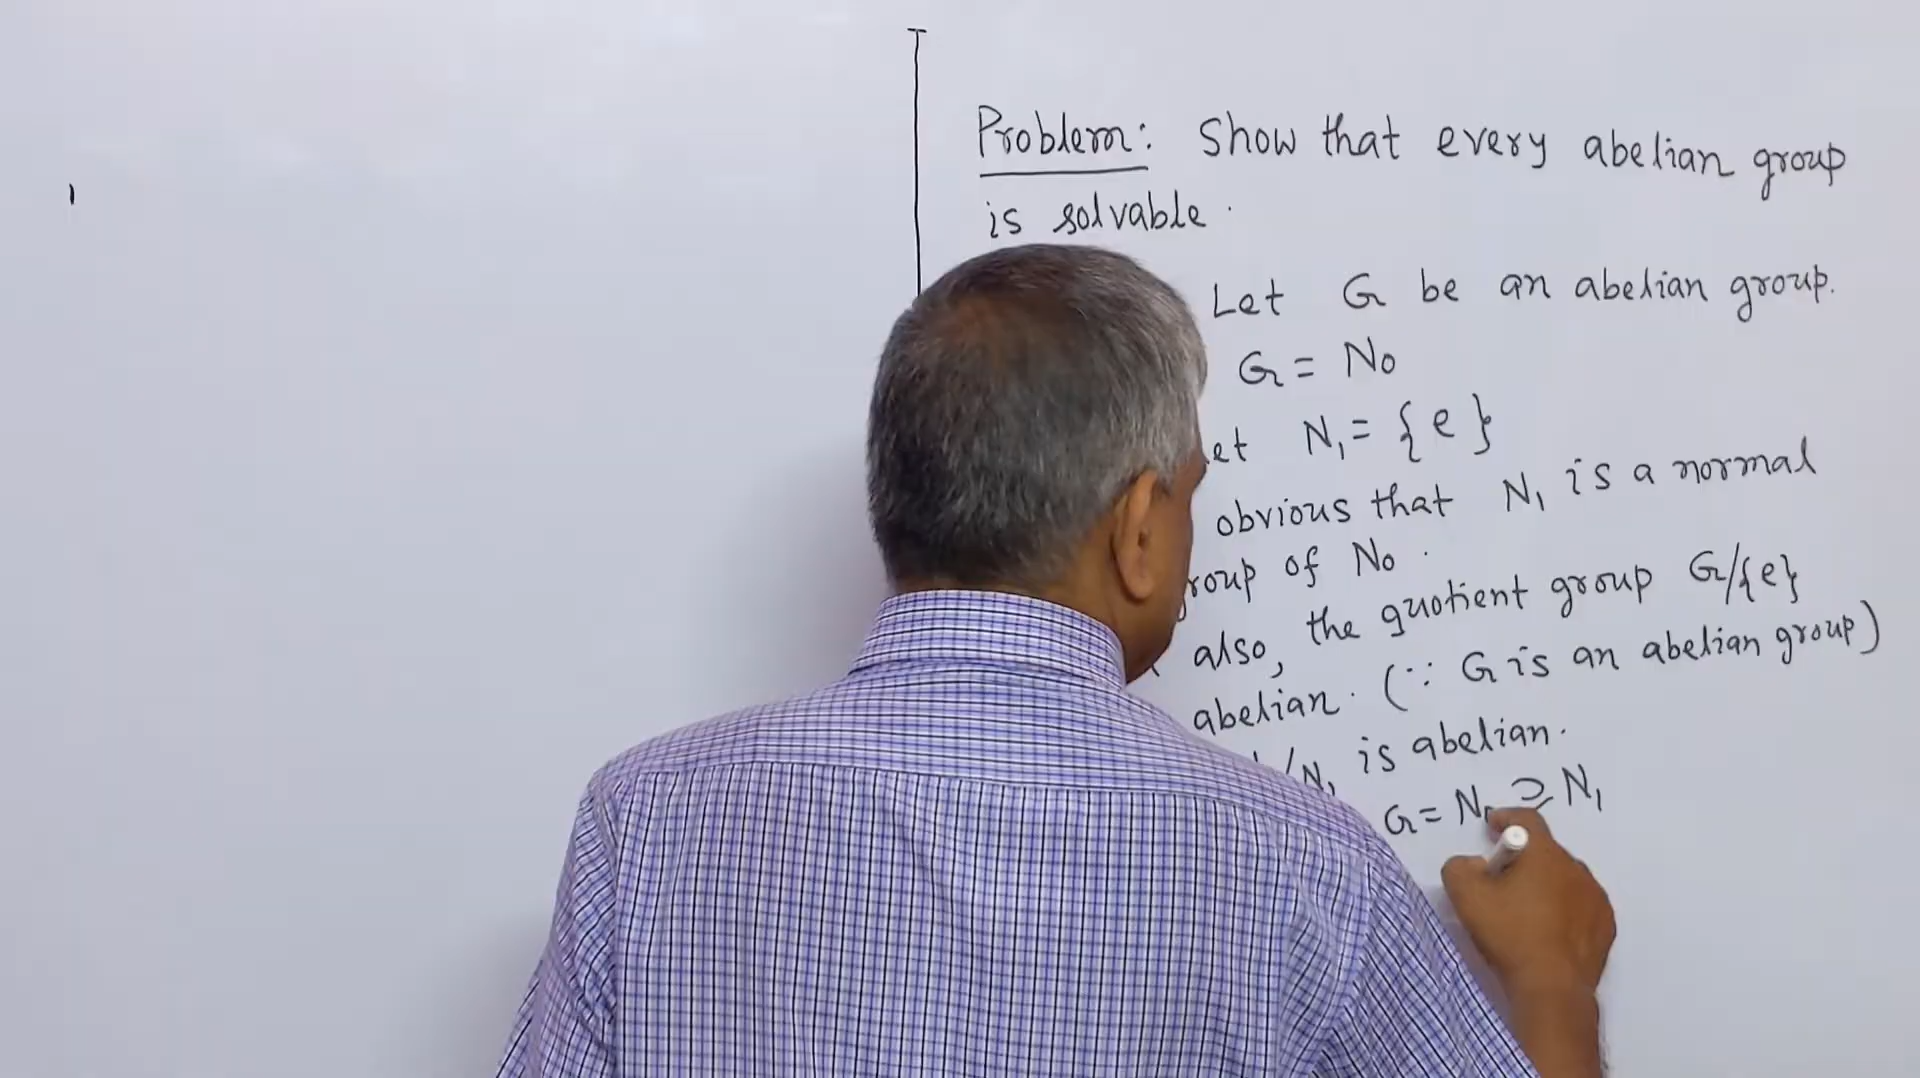 Problem: Show that every abelian group
is solvable.
Let G be an abelian group.
G = N₀
N₁ = {e}
obvious that N₁ is a normal
of N₀.
also, the quotient group G/{e}
abelian. (∵ G is an abelian group)
/N₁ is abelian.
G = N₀ ⊇ N₁